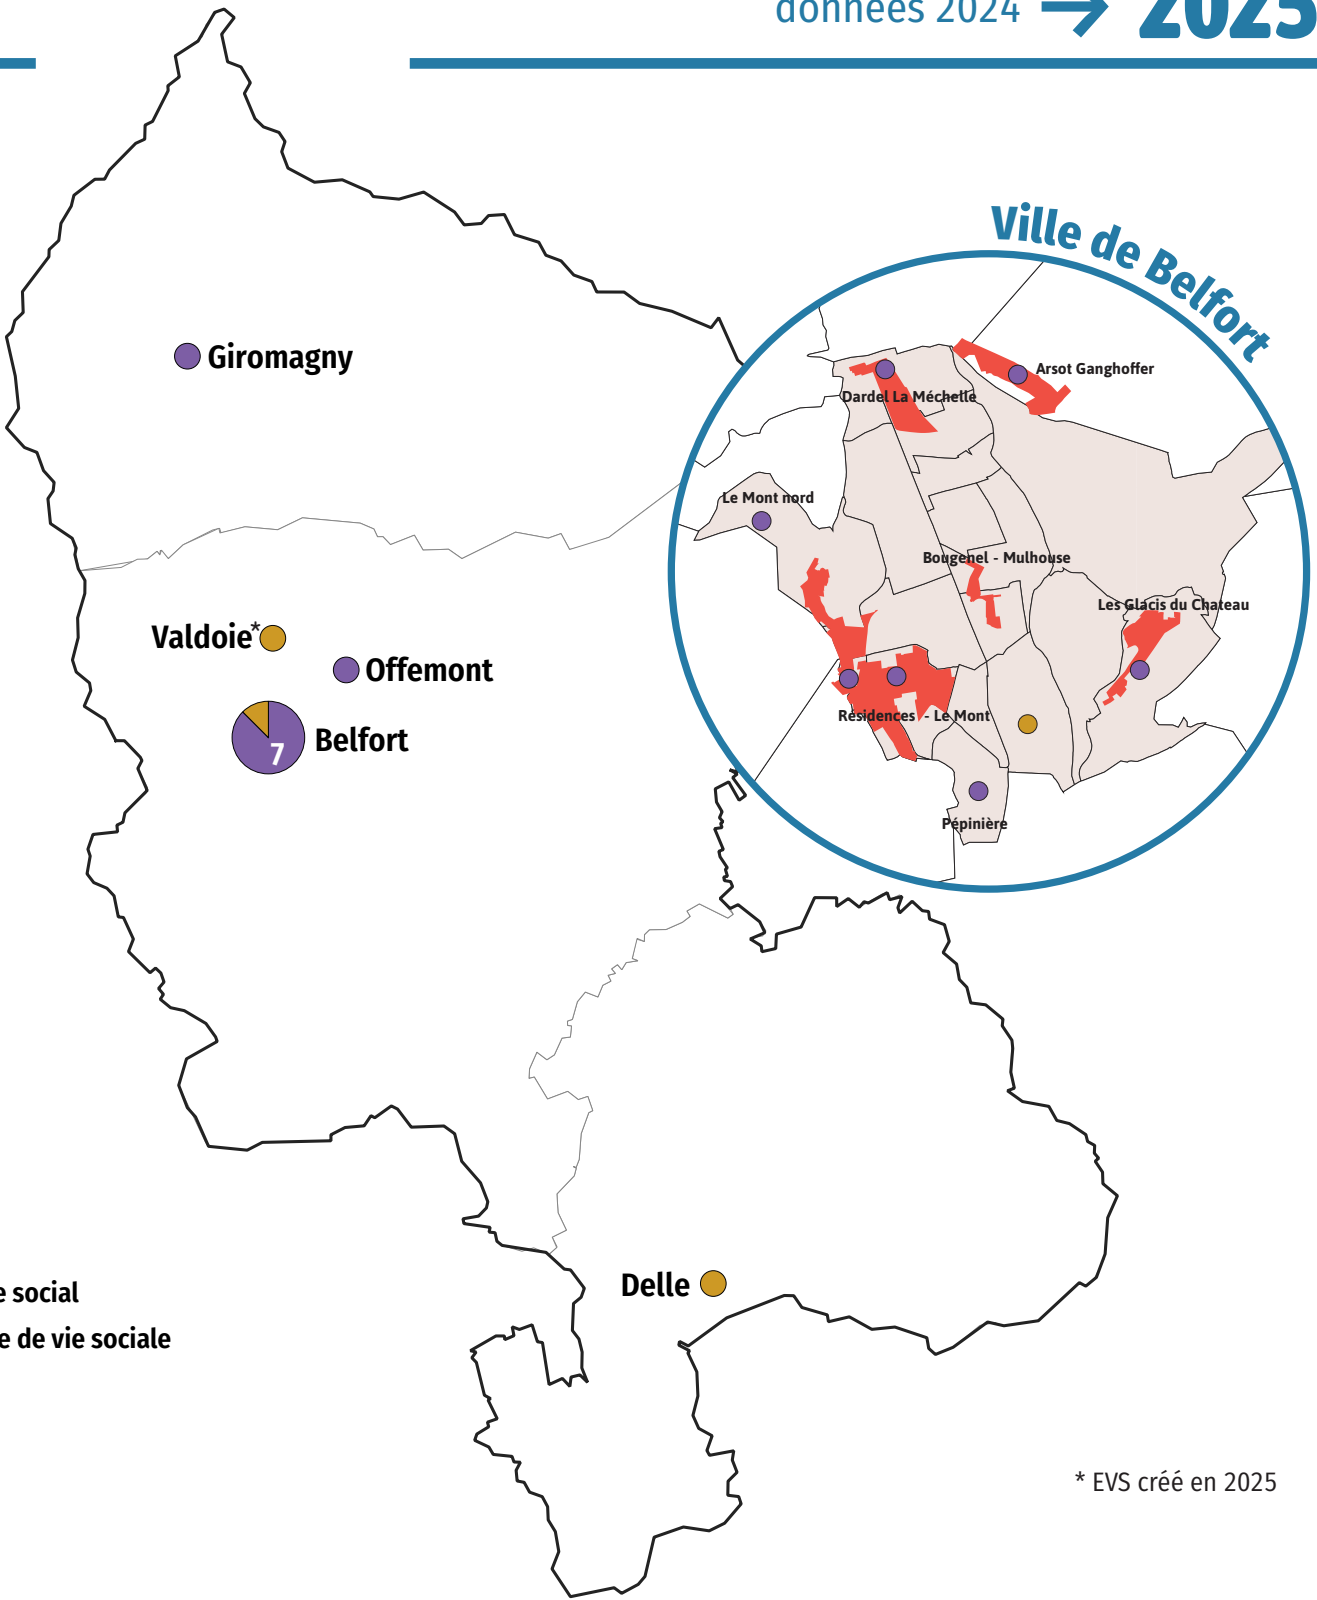 données 2024 → 2025
Ville de Belfort
Giromagny
Arsot Ganghoffer
Dardel La Méchelle
Le Mont nord
Bougenel - Mulhouse
Les Glacis du Chateau
Valdoie*
Offemont
Belfort
7
Résidences - Le Mont
Pépinière
Delle
e social
e de vie sociale
* EVS créé en 2025